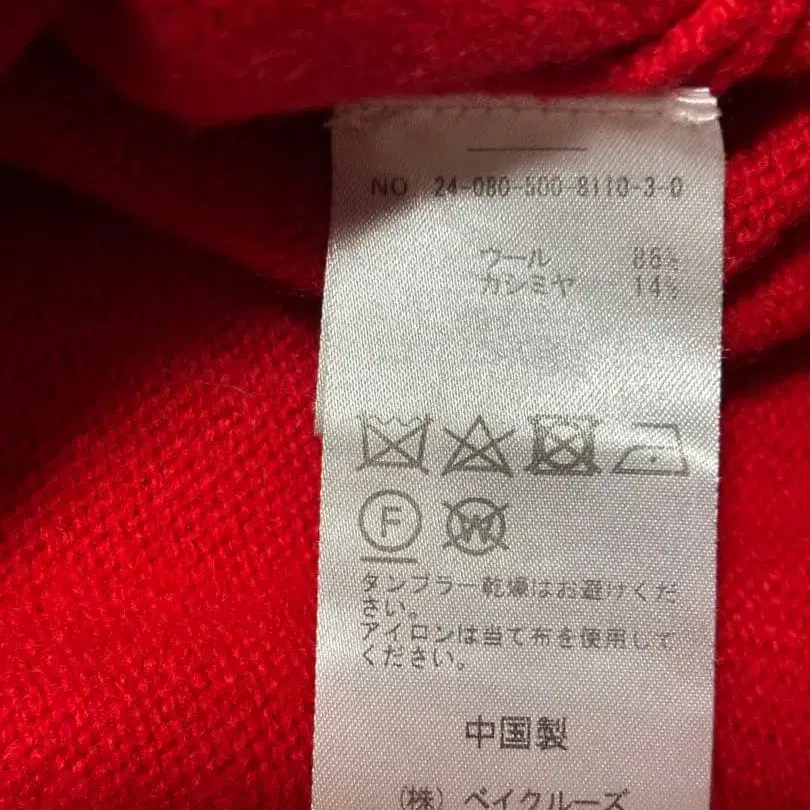 NO 24-080-500-8110-3-0
ウール 86%
カシミヤ 14%
F
W
タンブラー乾燥はお避けくだ
さい。
アイロンは当て布を使用して
ください。
中国製
（株）ベイクルーズ